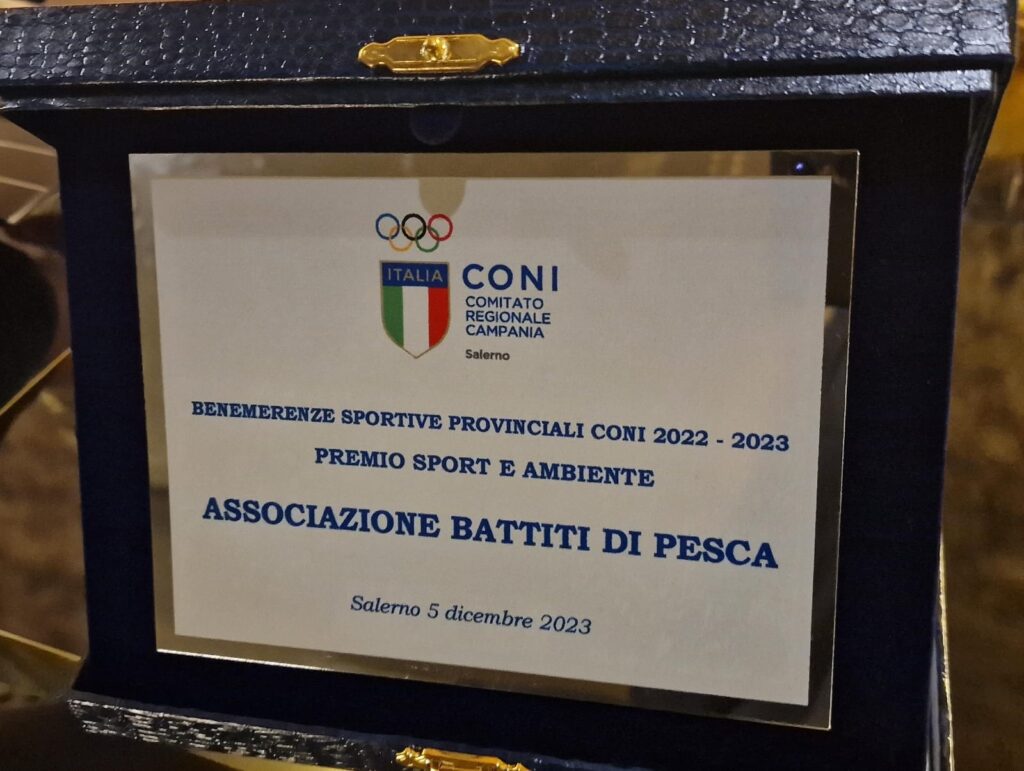 ITALIA
CONI
COMITATO
REGIONALE
CAMPANIA
Salerno
BENEMERENZE SPORTIVE PROVINCIALI CONI 2022 - 2023
PREMIO SPORT E AMBIENTE
ASSOCIAZIONE BATTITI DI PESCA
Salerno 5 dicembre 2023